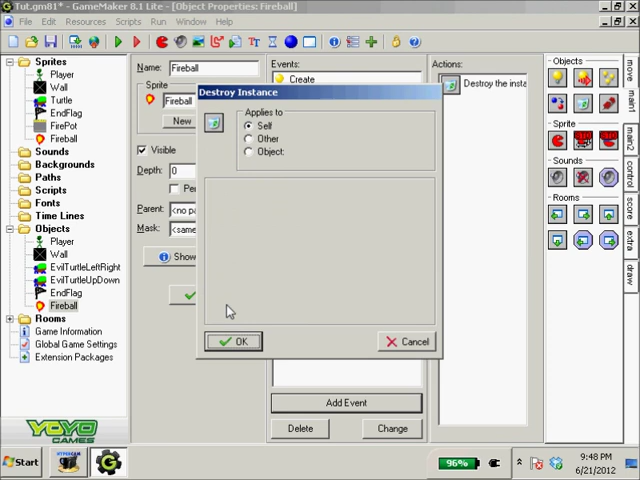 Tut.gm81* - GameMaker 8.1 Lite - [Object Properties: Fireball]
File Edit Resources Scripts Run Window Help
Sprites
Player
Wall
Turtle
EndFlag
FirePot
Fireball
Sounds
Backgrounds
Paths
Scripts
Fonts
Time Lines
Objects
Player
Wall
EvilTurtleLeftRight
EvilTurtleUpDown
EndFlag
Fireball
Rooms
Game Information
Global Game Settings
Extension Packages
YOYO
GAMES
Name: Fireball
Sprite
Fireball
New
Visible
Depth: 0
Parent: <no pa
Mask: <same
Show
Events:
Create
Add Event
Delete Change
Destroy Instance
Applies to
Self
Other
Object:
OK Cancel
Actions:
Destroy the insta
Objects
Sprite
Sounds
Rooms
move
main1
main2
control
score
extra
draw
Start
HYPERCAM
96%
9:48 PM
6/21/2012